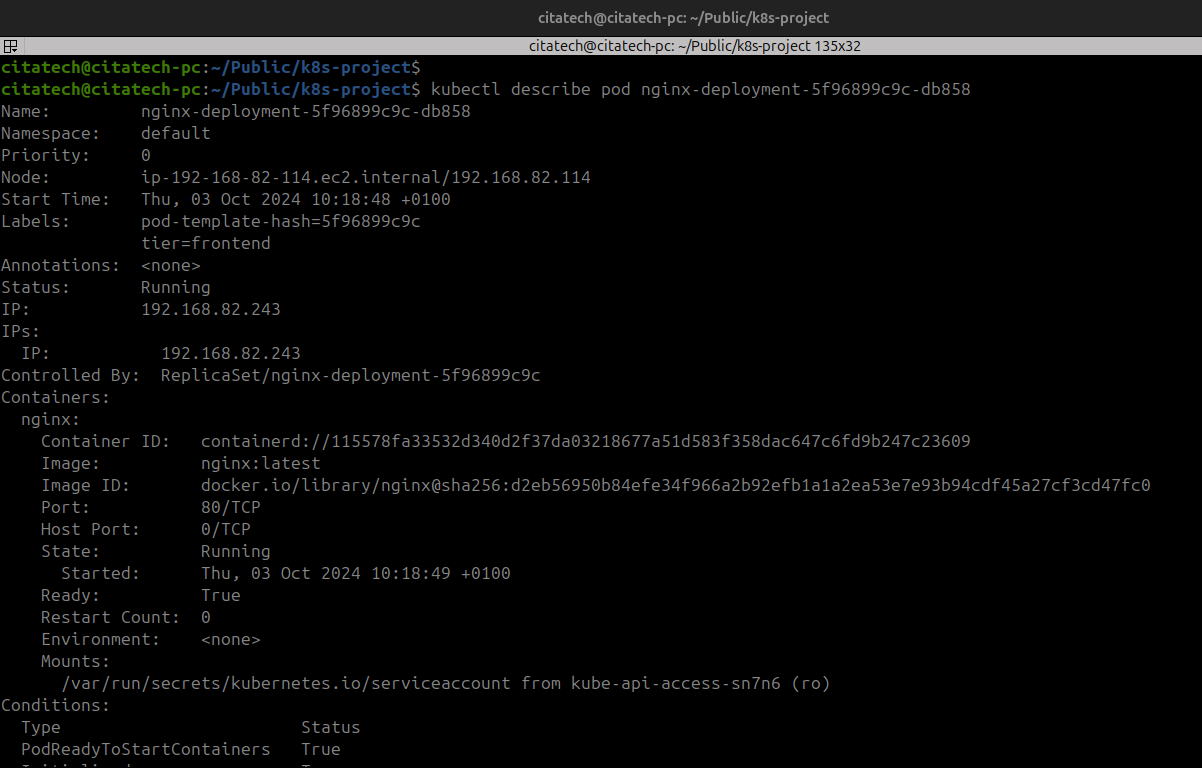 citatech@citatech-pc: ~/Public/k8s-project
citatech@citatech-pc: ~/Public/k8s-project 135x32
citatech@citatech-pc:~/Public/k8s-project$
citatech@citatech-pc:~/Public/k8s-project$ kubectl describe pod nginx-deployment-5f96899c9c-db858
Name:             nginx-deployment-5f96899c9c-db858
Namespace:        default
Priority:         0
Node:             ip-192-168-82-114.ec2.internal/192.168.82.114
Start Time:       Thu, 03 Oct 2024 10:18:48 +0100
Labels:           pod-template-hash=5f96899c9c
                  tier=frontend
Annotations:      <none>
Status:           Running
IP:               192.168.82.243
IPs:
  IP:           192.168.82.243
Controlled By:  ReplicaSet/nginx-deployment-5f96899c9c
Containers:
  nginx:
    Container ID:   containerd://115578fa33532d340d2f37da03218677a51d583f358dac647c6fd9b247c23609
    Image:          nginx:latest
    Image ID:       docker.io/library/nginx@sha256:d2eb56950b84efe34f966a2b92efb1a1a2ea53e7e93b94cdf45a27cf3cd47fc0
    Port:           80/TCP
    Host Port:      0/TCP
    State:          Running
      Started:      Thu, 03 Oct 2024 10:18:49 +0100
    Ready:          True
    Restart Count:  0
    Environment:    <none>
    Mounts:
      /var/run/secrets/kubernetes.io/serviceaccount from kube-api-access-sn7n6 (ro)
Conditions:
  Type                        Status
  PodReadyToStartContainers   True